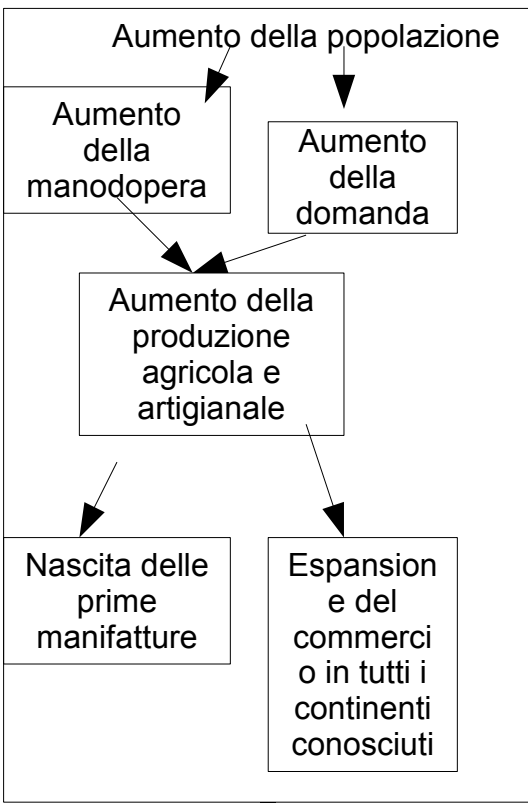 Aumento della popolazione
Aumento
della
manodopera
Aumento
della
domanda
Aumento della
produzione
agricola e
artigianale
Nascita delle
prime
manifatture
Espansion
e del
commerci
o in tutti i
continenti
conosciuti